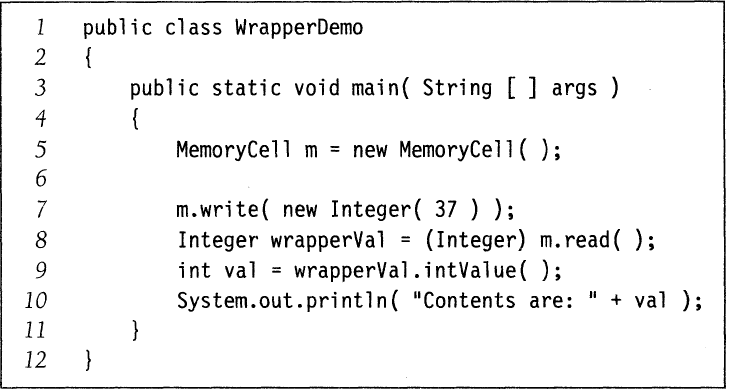 1 public class WrapperDemo
2 {
3 public static void main( String [ ] args )
4 {
5 MemoryCell m = new MemoryCell( );
6
7 m.write( new Integer( 37 ) );
8 Integer wrapperVal = (Integer) m.read( );
9 int val = wrapperVal.intValue( );
10 System.out.println( "Contents are: " + val );
11 }
12 }